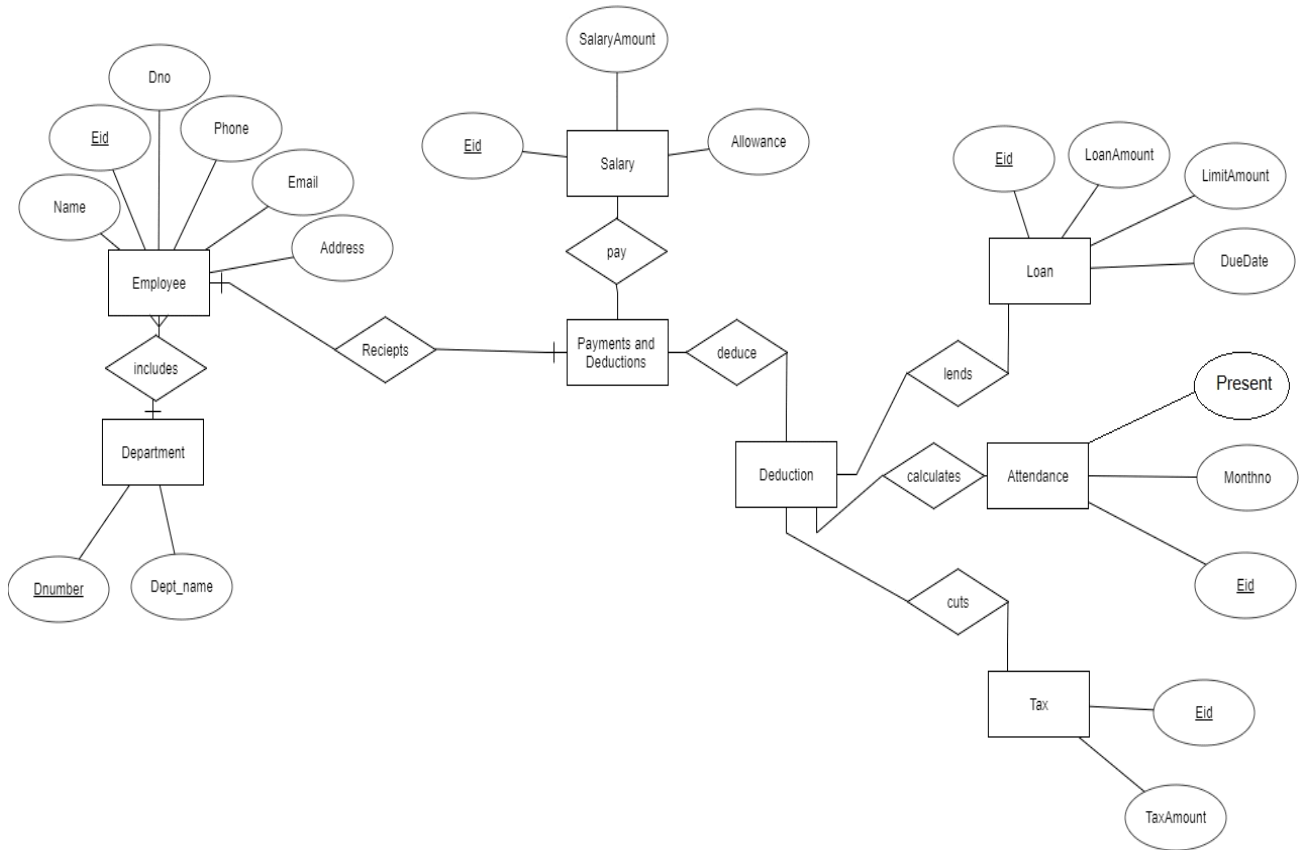 SalaryAmount
Dno
Eid
Phone
Eid
Salary
Allowance
Name
Email
Address
Employee
pay
Eid
LoanAmount
LimitAmount
Loan
DueDate
Reciepts
Payments and
Deductions
deduce
includes
lends
Present
Department
Deduction
calculates
Attendance
Monthno
Dnumber
Dept_name
Eid
cuts
Tax
Eid
TaxAmount